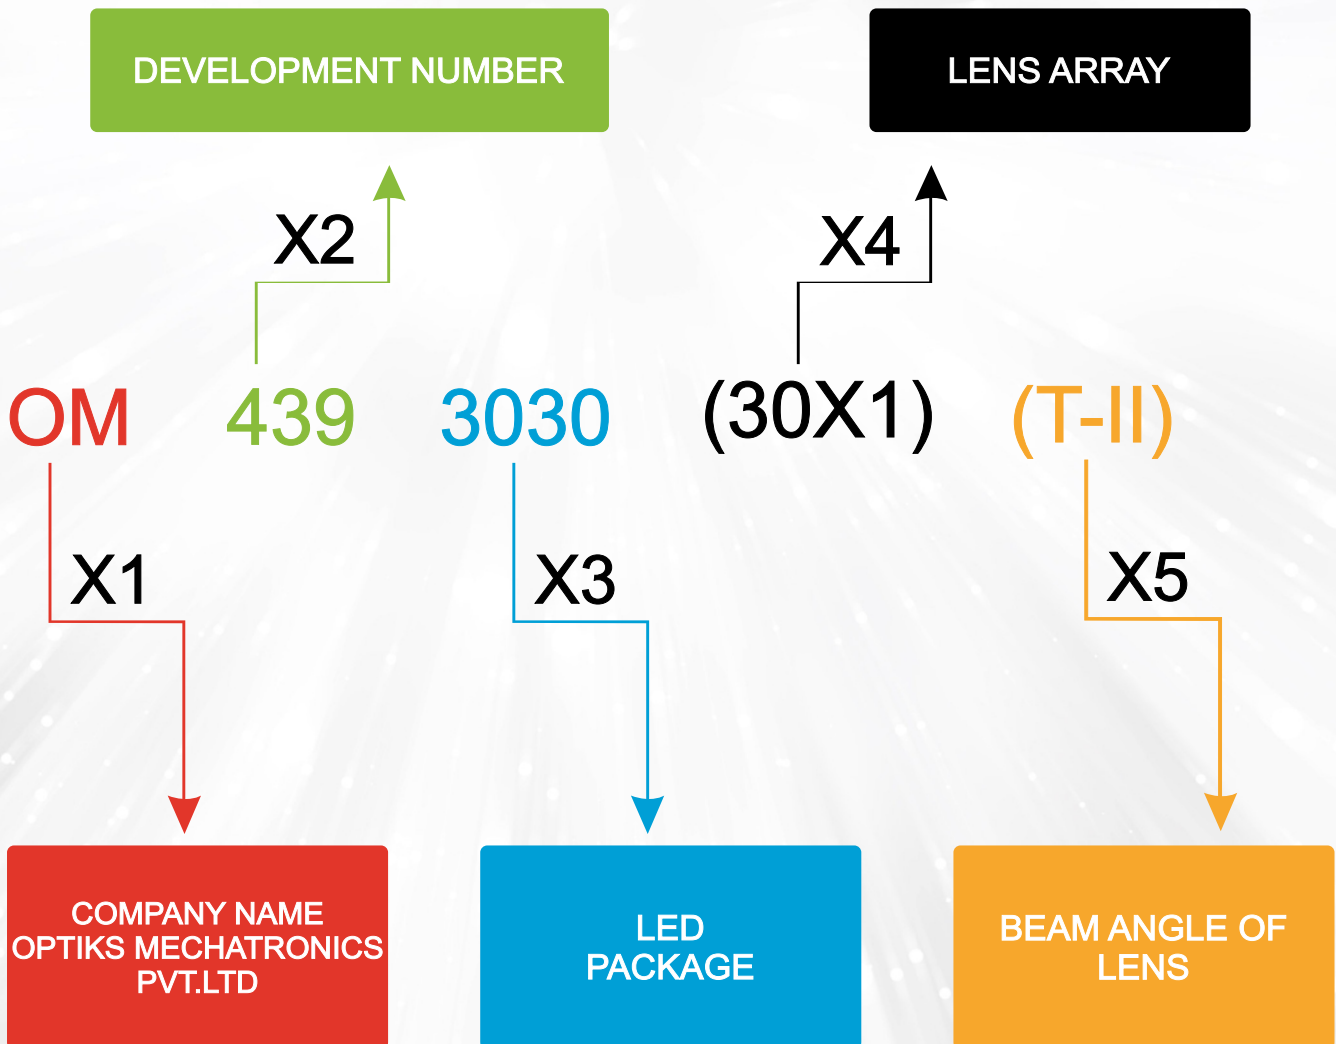 DEVELOPMENT NUMBER
LENS ARRAY
X2
X4
OM 439 3030 (30X1) (T-II)
X1
X3
X5
COMPANY NAME
OPTIKS MECHATRONICS
PVT.LTD
LED
PACKAGE
BEAM ANGLE OF
LENS